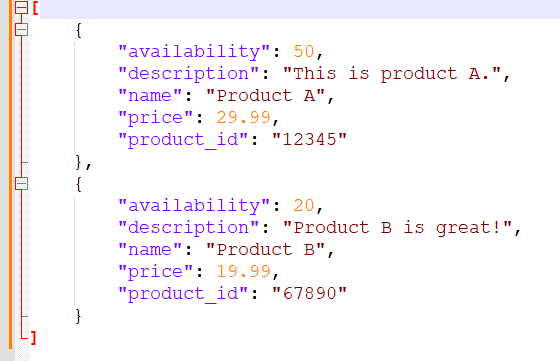 [
    {
        "availability": 50,
        "description": "This is product A.",
        "name": "Product A",
        "price": 29.99,
        "product_id": "12345"
    },
    {
        "availability": 20,
        "description": "Product B is great!",
        "name": "Product B",
        "price": 19.99,
        "product_id": "67890"
    }
]